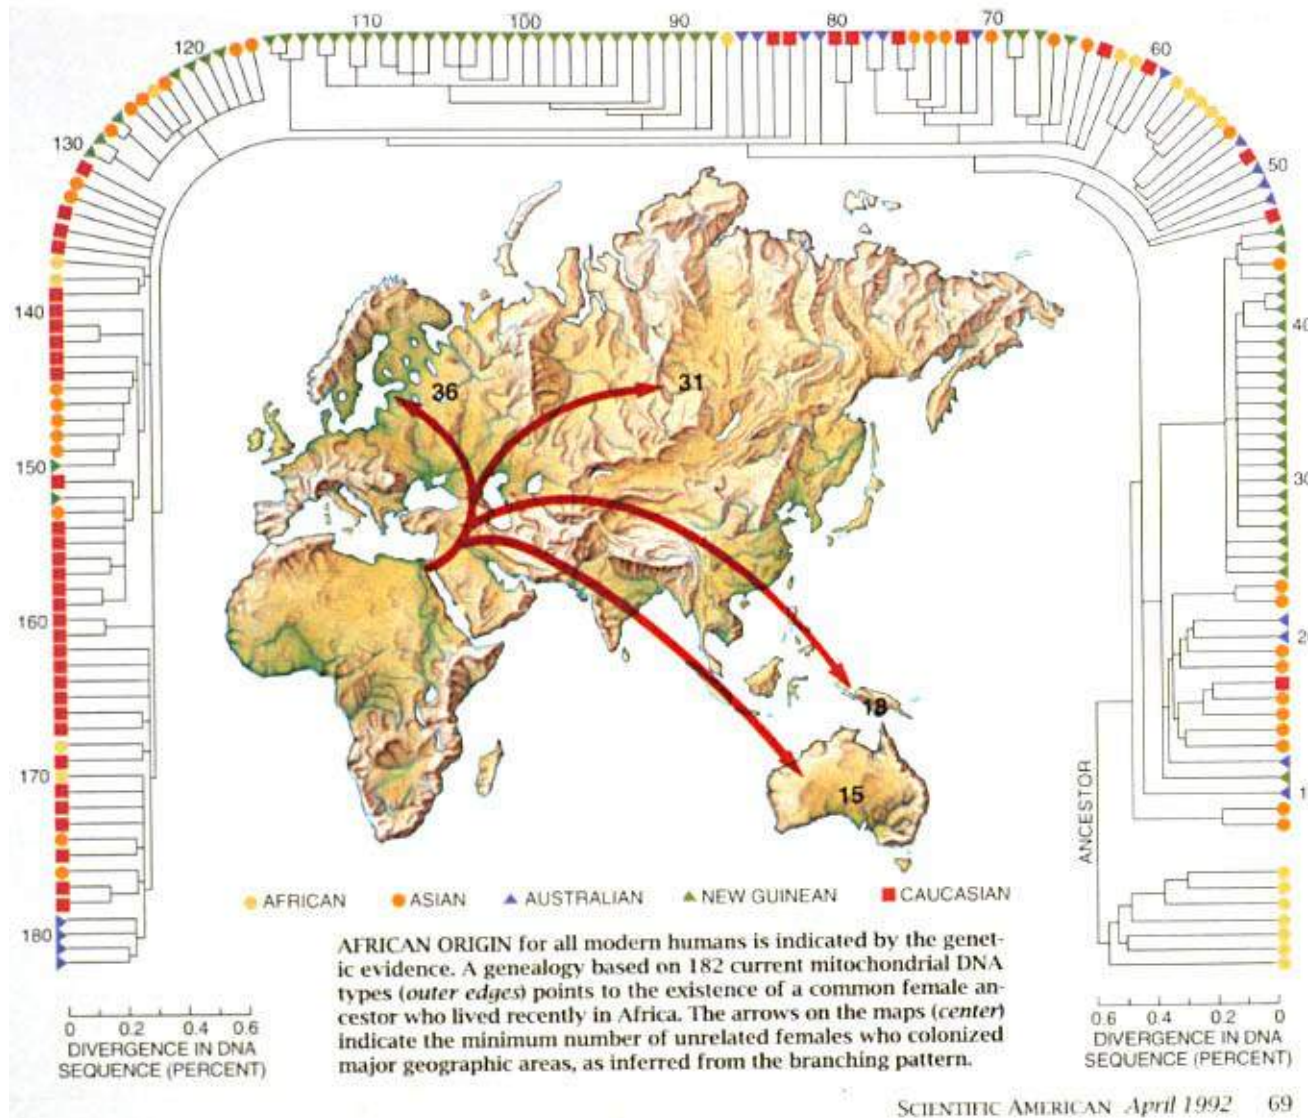 110 100 90 80 70
120 60
130 50
140 40
150 30
160 2
170 1
180
36 31
18
15
ANCESTOR
AFRICAN ASIAN AUSTRALIAN NEW GUINEAN CAUCASIAN
AFRICAN ORIGIN for all modern humans is indicated by the genet-
ic evidence. A genealogy based on 182 current mitochondrial DNA
types (outer edges) points to the existence of a common female an-
cestor who lived recently in Africa. The arrows on the maps (center)
indicate the minimum number of unrelated females who colonized
major geographic areas, as inferred from the branching pattern.
0 0.2 0.4 0.6
DIVERGENCE IN DNA
SEQUENCE (PERCENT)
0.6 0.4 0.2 0
DIVERGENCE IN DNA
SEQUENCE (PERCENT)
SCIENTIFIC AMERICAN April 1992 69